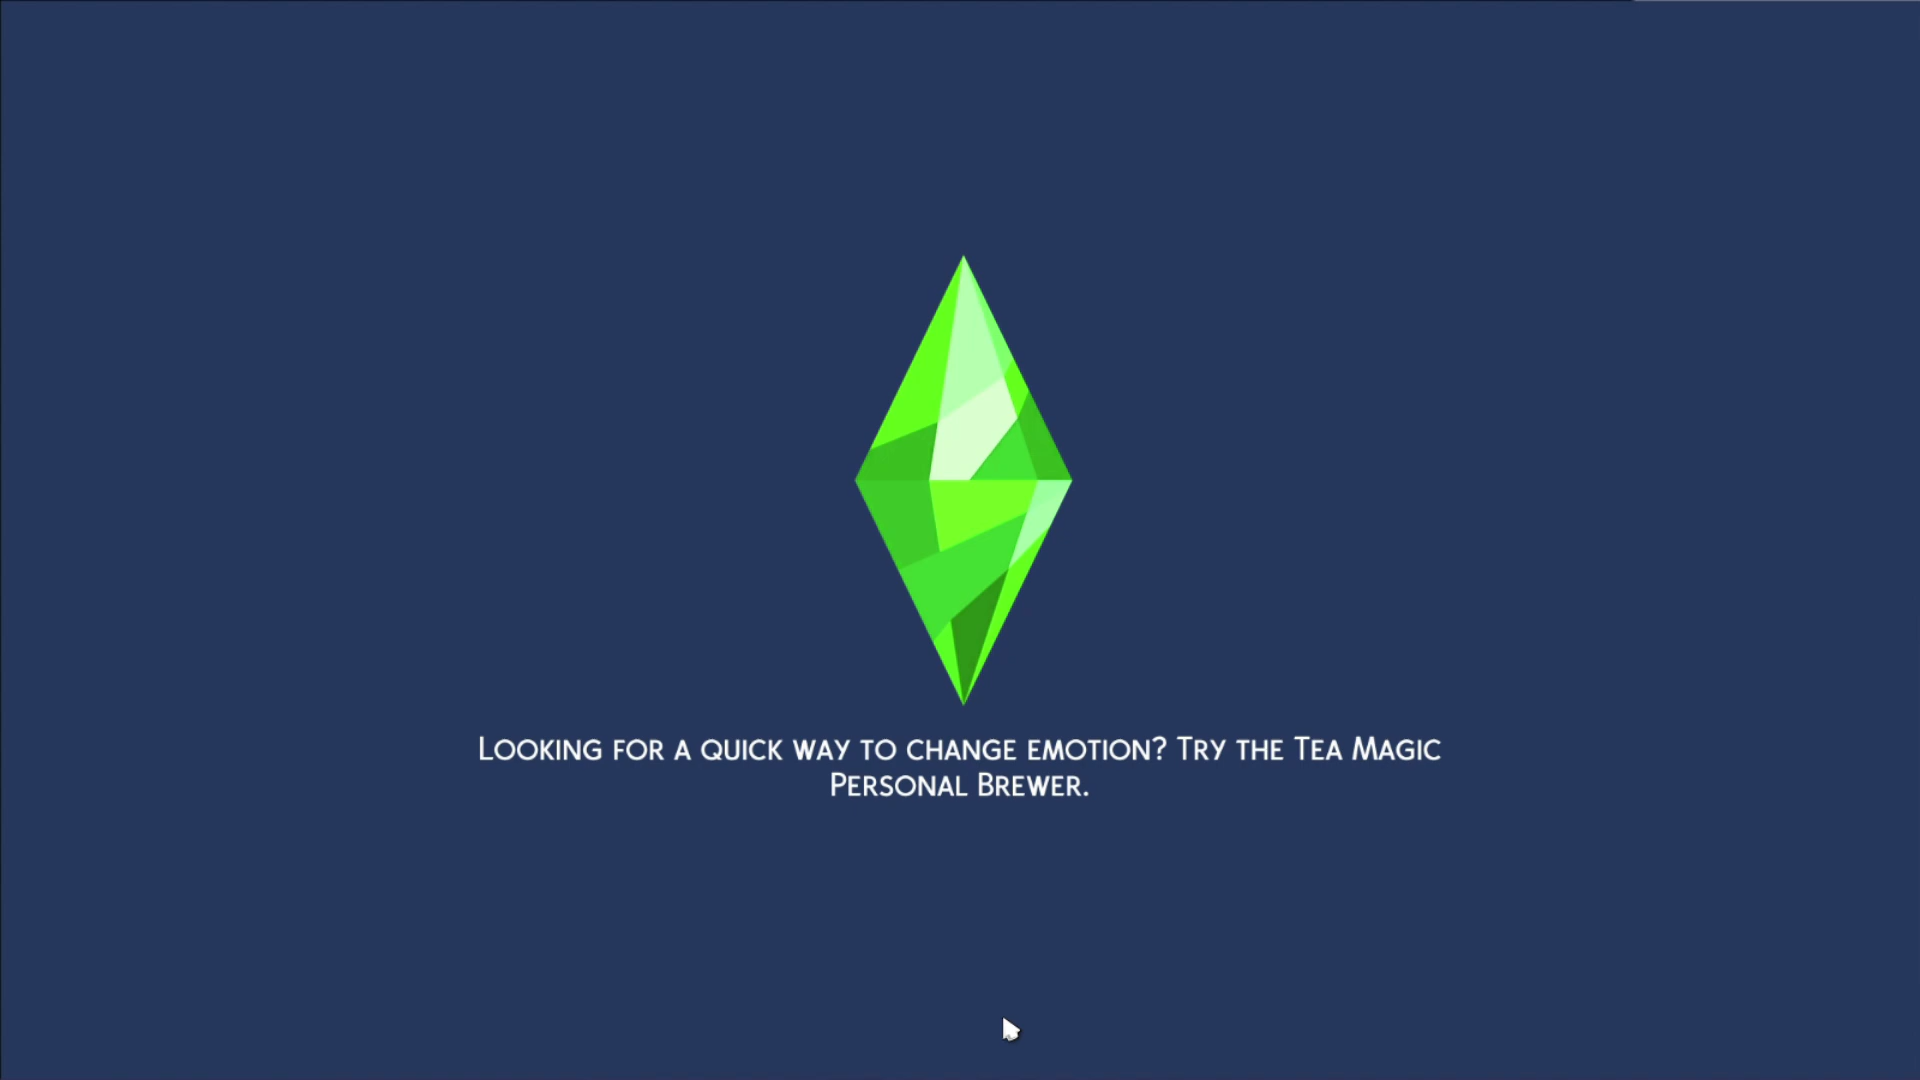 Looking for a quick way to change emotion? Try the Tea Magic
Personal Brewer.